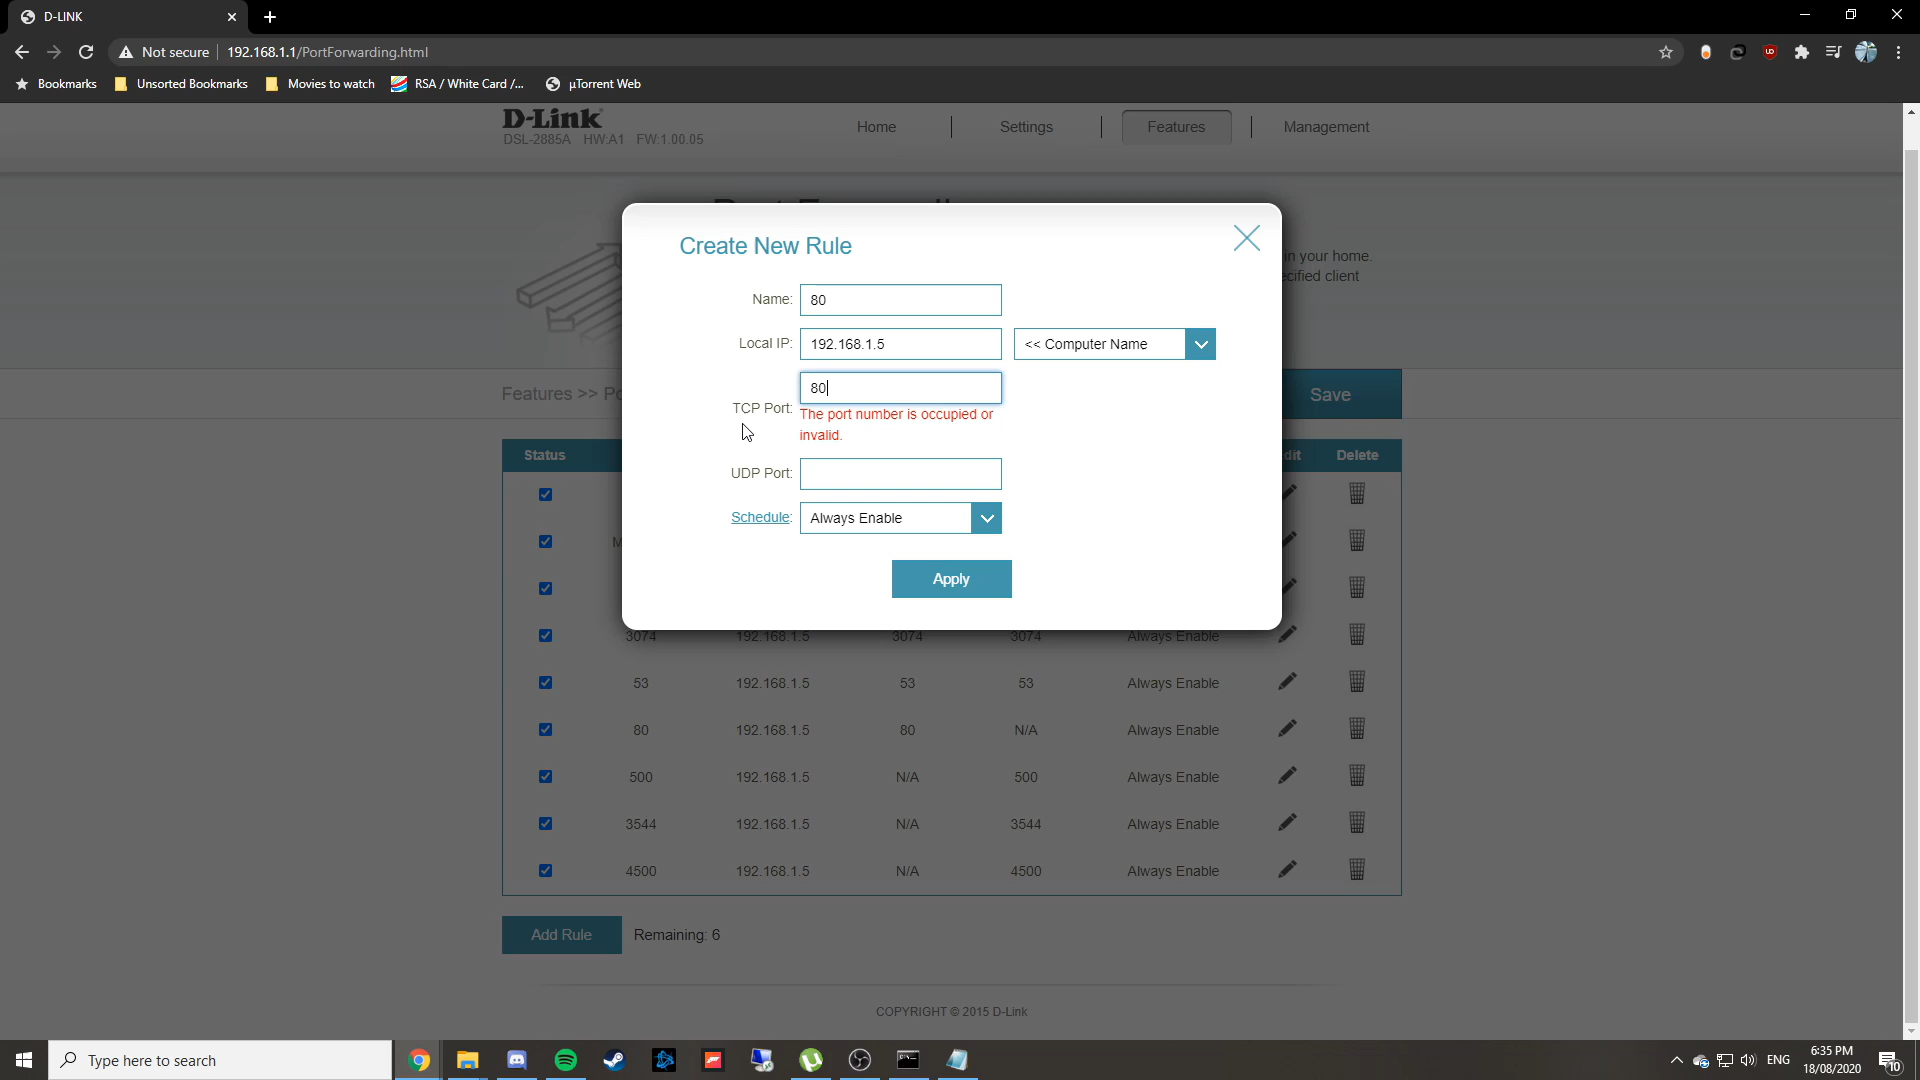 D-LINK
Not secure 192.168.1.1/PortForwarding.html
Bookmarks Unsorted Bookmarks Movies to watch RSA / White Card /... µTorrent Web
D-Link
DSL-2885A HW:A1 FW:1.00.05
Home Settings Features Management
in your home.
ecified client
Create New Rule
Name: 80
Local IP: 192.168.1.5 << Computer Name
80
TCP Port: The port number is occupied or
invalid.
UDP Port:
Schedule: Always Enable
Apply
Features >> Po
Save
Status dit Delete
M
3074 192.168.1.5 3074 3074 Always Enable
53 192.168.1.5 53 53 Always Enable
80 192.168.1.5 80 N/A Always Enable
500 192.168.1.5 N/A 500 Always Enable
3544 192.168.1.5 N/A 3544 Always Enable
4500 192.168.1.5 N/A 4500 Always Enable
Add Rule Remaining: 6
COPYRIGHT © 2015 D-Link
Type here to search
ENG
6:35 PM
18/08/2020
10